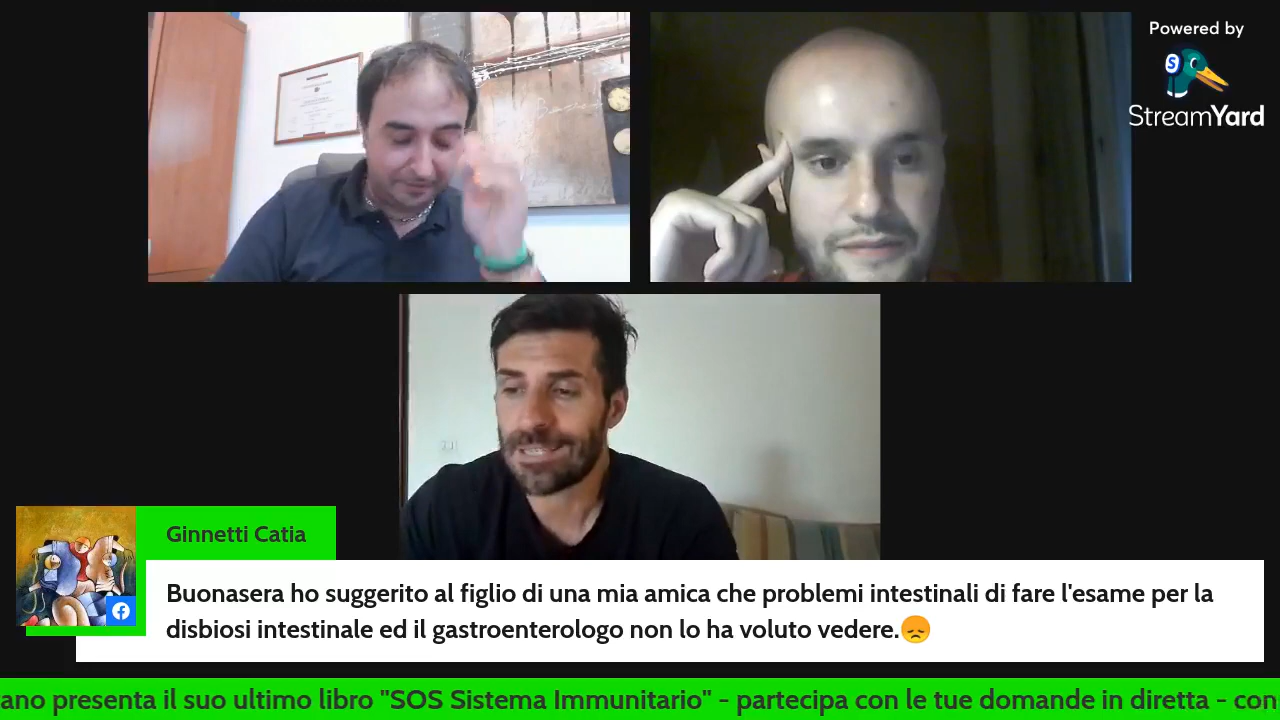 Powered by
StreamYard
Ginnetti Catia
Buonasera ho suggerito al figlio di una mia amica che problemi intestinali di fare l'esame per la
disbiosi intestinale ed il gastroenterologo non lo ha voluto vedere.😞
ano presenta il suo ultimo libro "SOS Sistema Immunitario" - partecipa con le tue domande in diretta - con